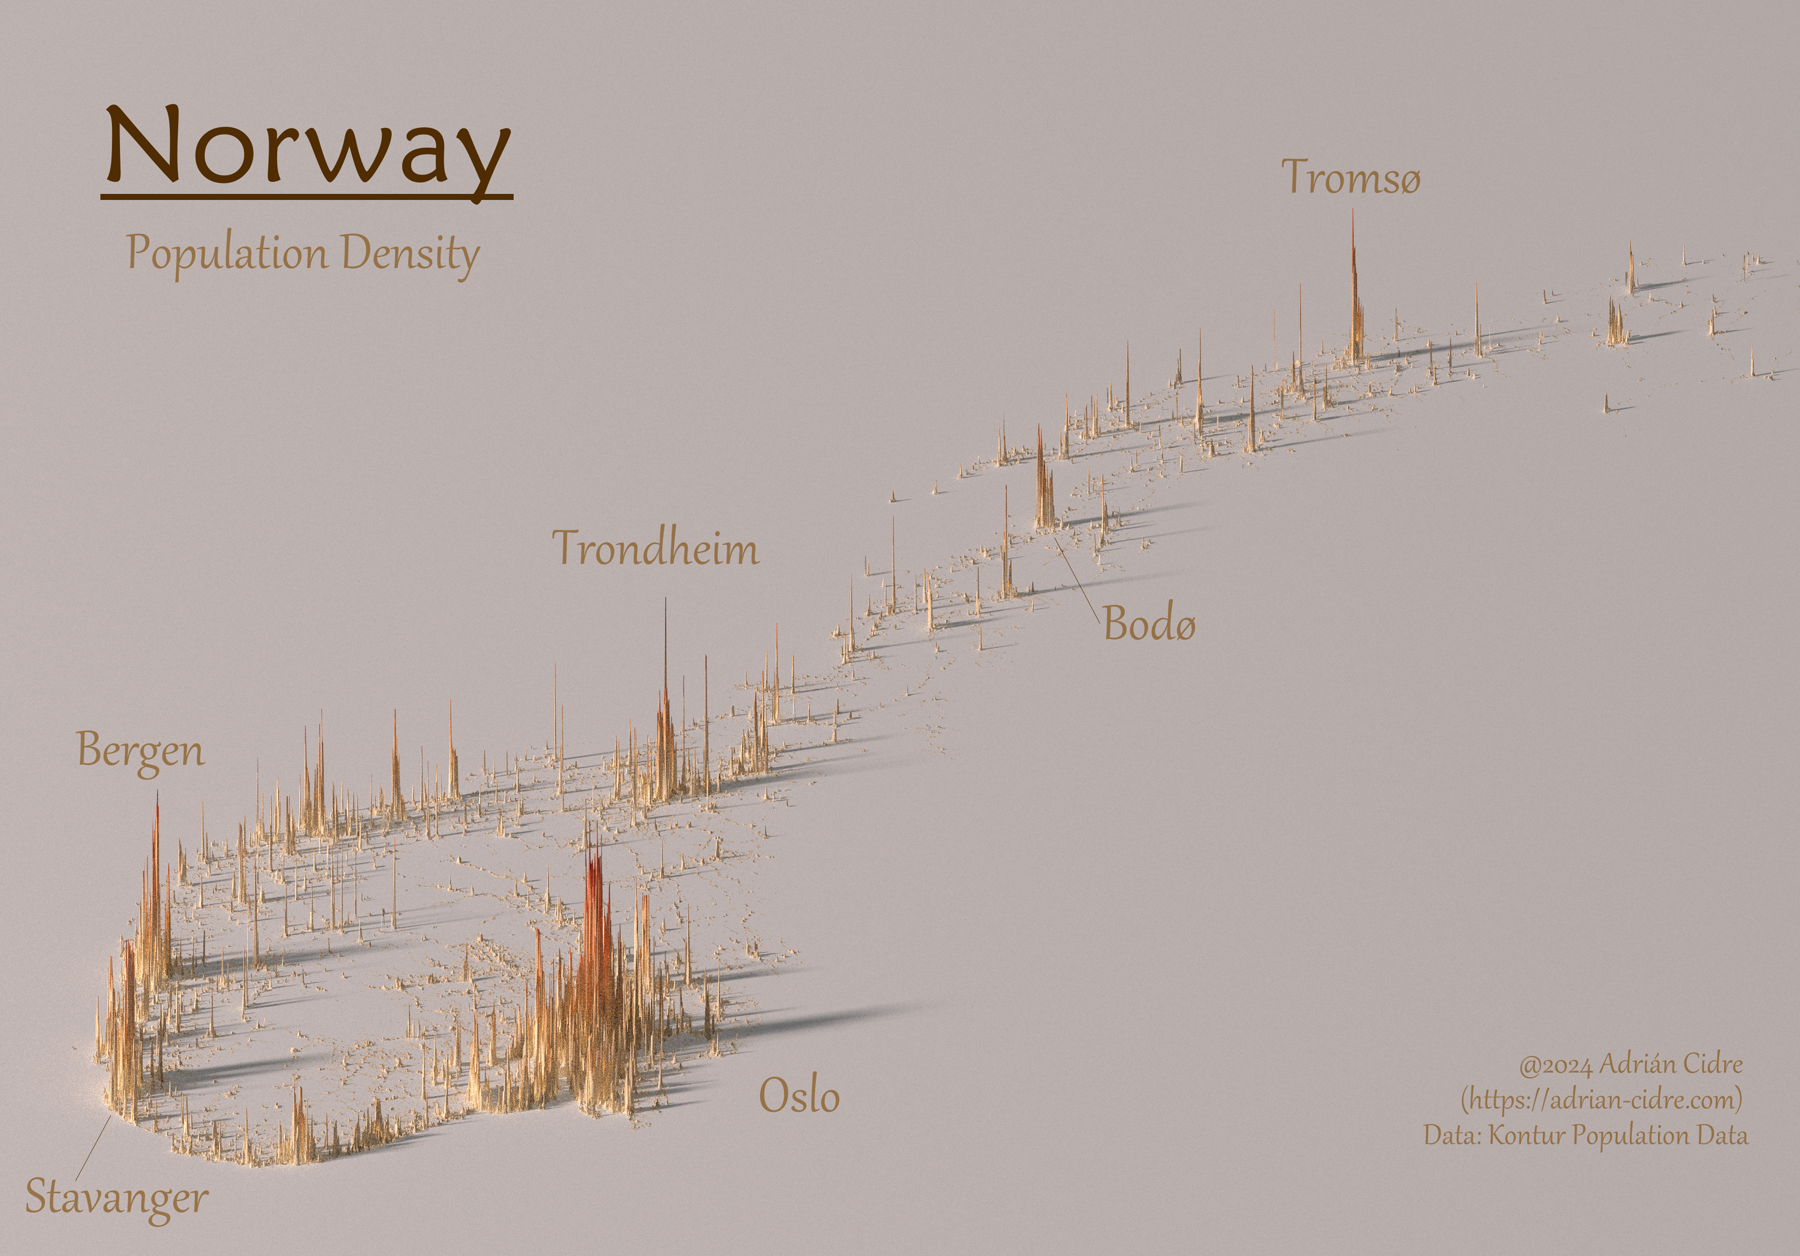 Norway
Population Density
Tromsø
Trondheim
Bodø
Bergen
Oslo
Stavanger
@2024 Adrián Cidre
(https://adrian-cidre.com)
Data: Kontur Population Data